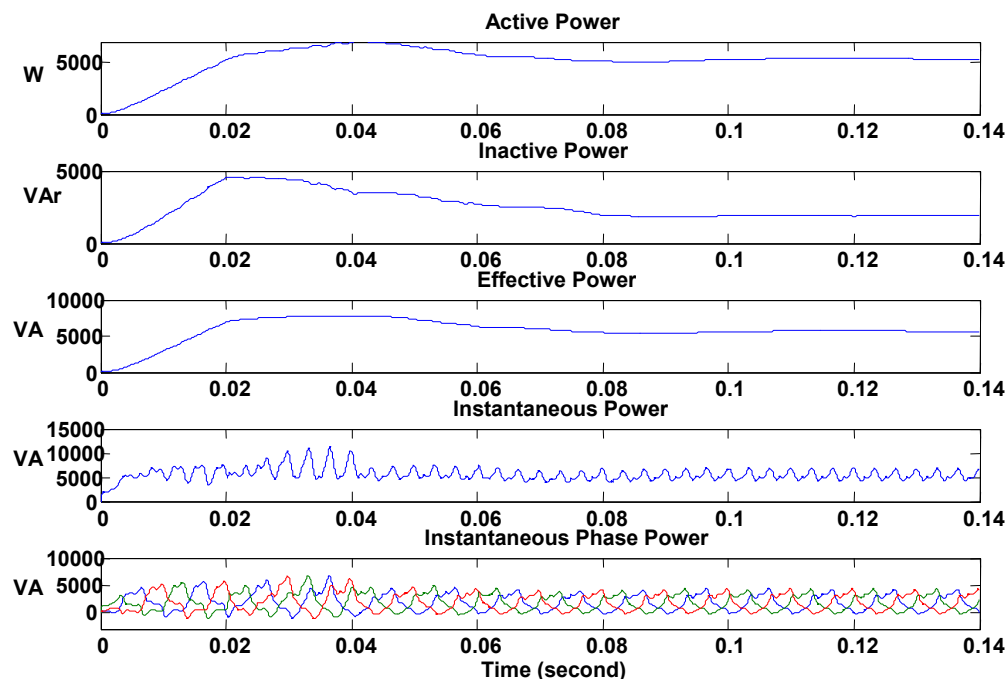 Active Power
W
5000
0
0 0.02 0.04 0.06 0.08 0.1 0.12 0.14
Inactive Power
VAr
5000
0
0 0.02 0.04 0.06 0.08 0.1 0.12 0.14
Effective Power
VA
10000
5000
0
0 0.02 0.04 0.06 0.08 0.1 0.12 0.14
Instantaneous Power
VA
15000
10000
5000
0
0 0.02 0.04 0.06 0.08 0.1 0.12 0.14
Instantaneous Phase Power
VA
10000
5000
0
0 0.02 0.04 0.06 0.08 0.1 0.12 0.14
Time (second)